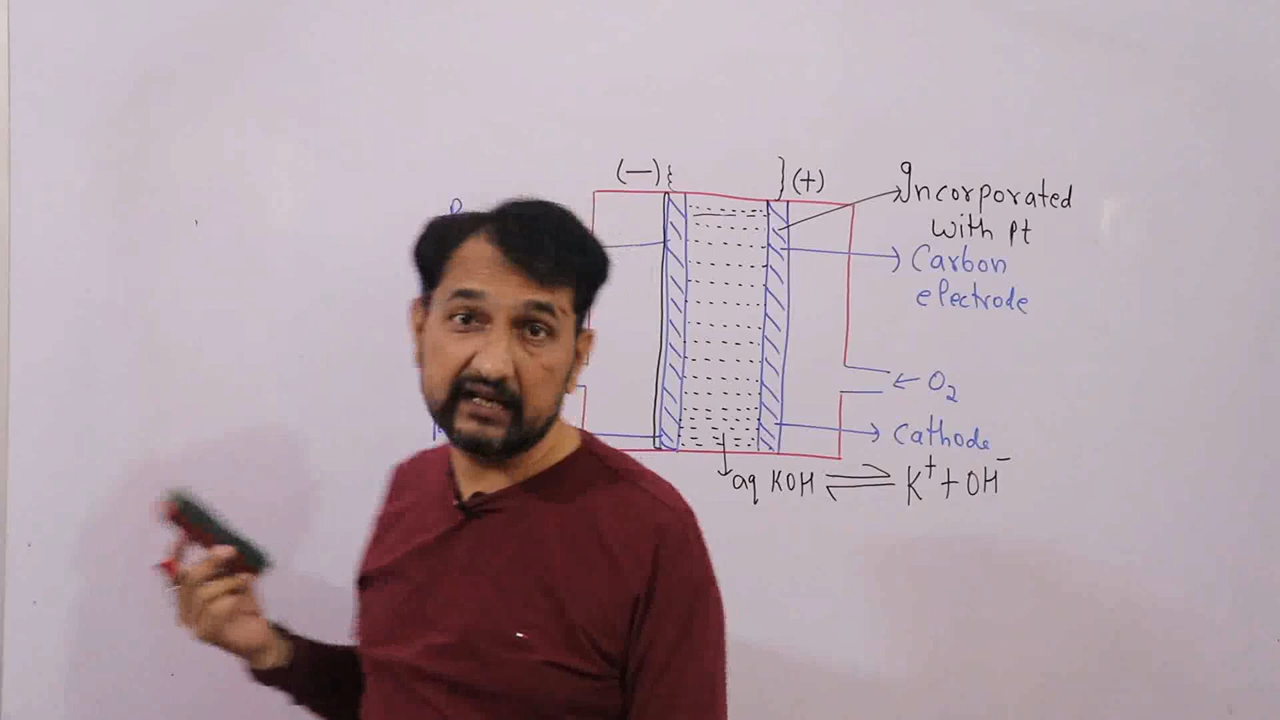 (—)
(+)
Incorporated
with Pt
Carbon
electrode
← O₂
Cathode
aq KOH ⇌ K⁺ + OH⁻